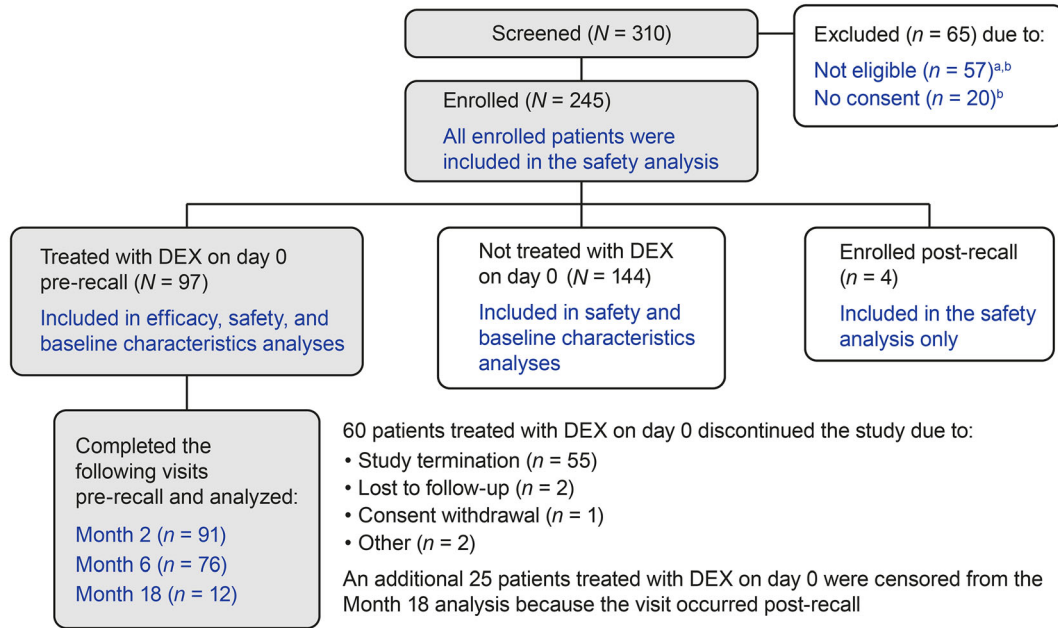 Screened (N = 310)
Excluded (n = 65) due to:
Not eligible (n = 57)a,b
No consent (n = 20)b
Enrolled (N = 245)
All enrolled patients were
included in the safety analysis
Treated with DEX on day 0
pre-recall (N = 97)
Included in efficacy, safety, and
baseline characteristics analyses
Not treated with DEX
on day 0 (N = 144)
Included in safety and
baseline characteristics
analyses
Enrolled post-recall
(n = 4)
Included in the safety
analysis only
Completed the
following visits
pre-recall and analyzed:
Month 2 (n = 91)
Month 6 (n = 76)
Month 18 (n = 12)
60 patients treated with DEX on day 0 discontinued the study due to:
• Study termination (n = 55)
• Lost to follow-up (n = 2)
• Consent withdrawal (n = 1)
• Other (n = 2)
An additional 25 patients treated with DEX on day 0 were censored from the
Month 18 analysis because the visit occurred post-recall